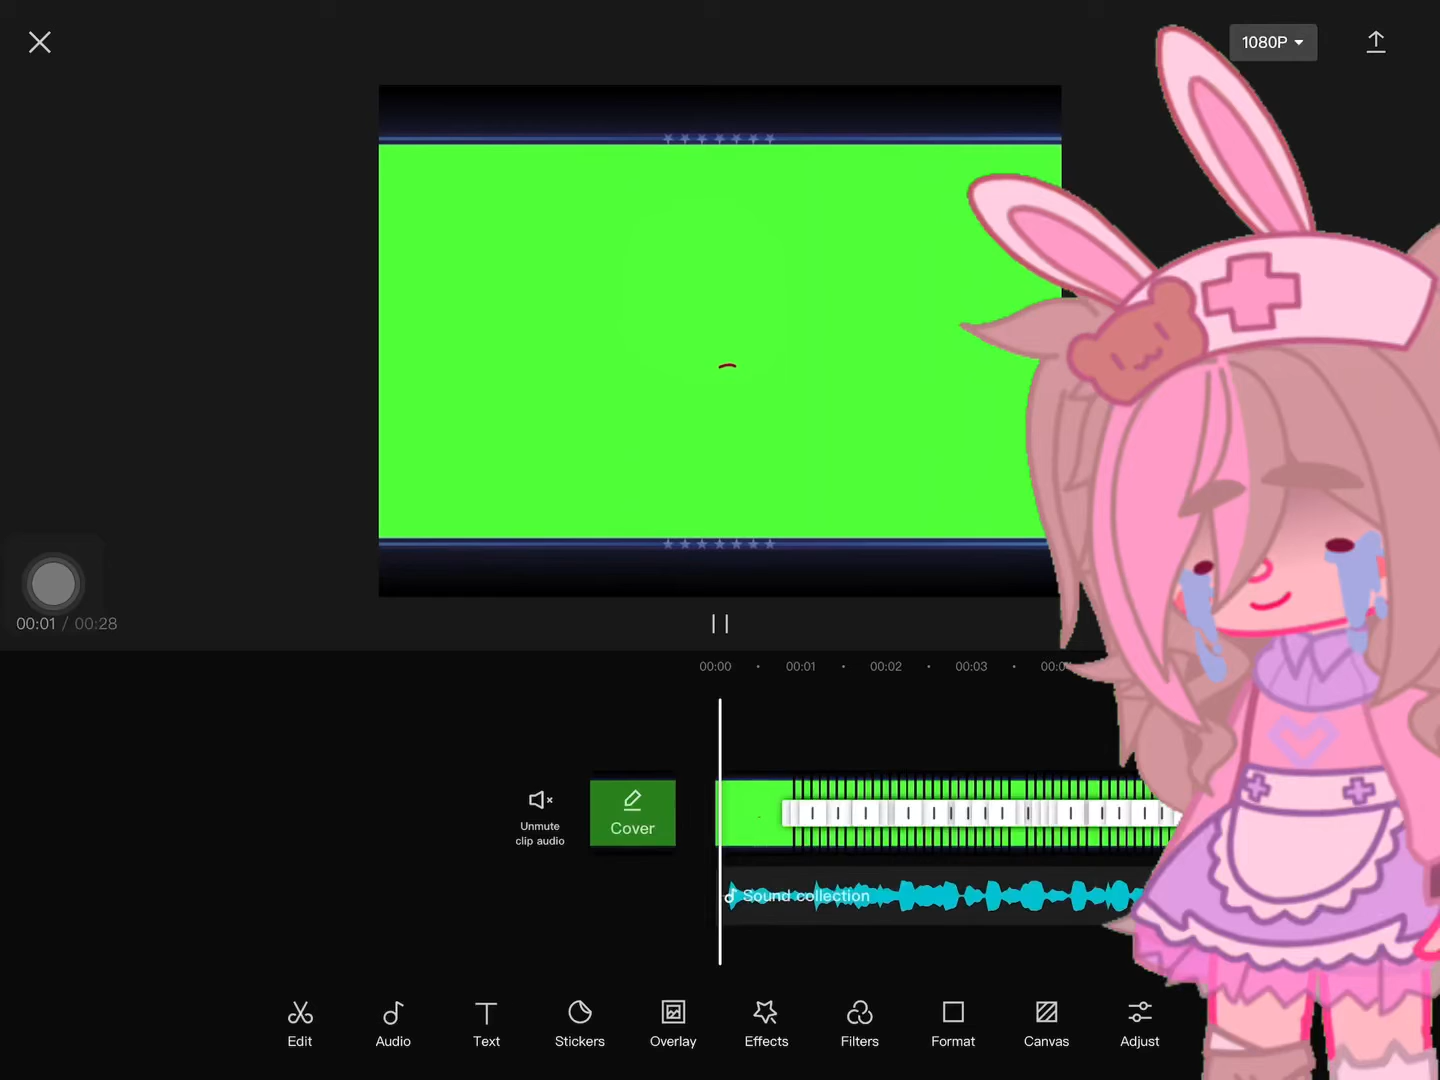 1080P
00:01 / 00:28
00:00 00:01 00:02 00:03
Unmute
clip audio
Cover
Sound collection
Edit Audio Text Stickers Overlay Effects Filters Format Canvas Adjust